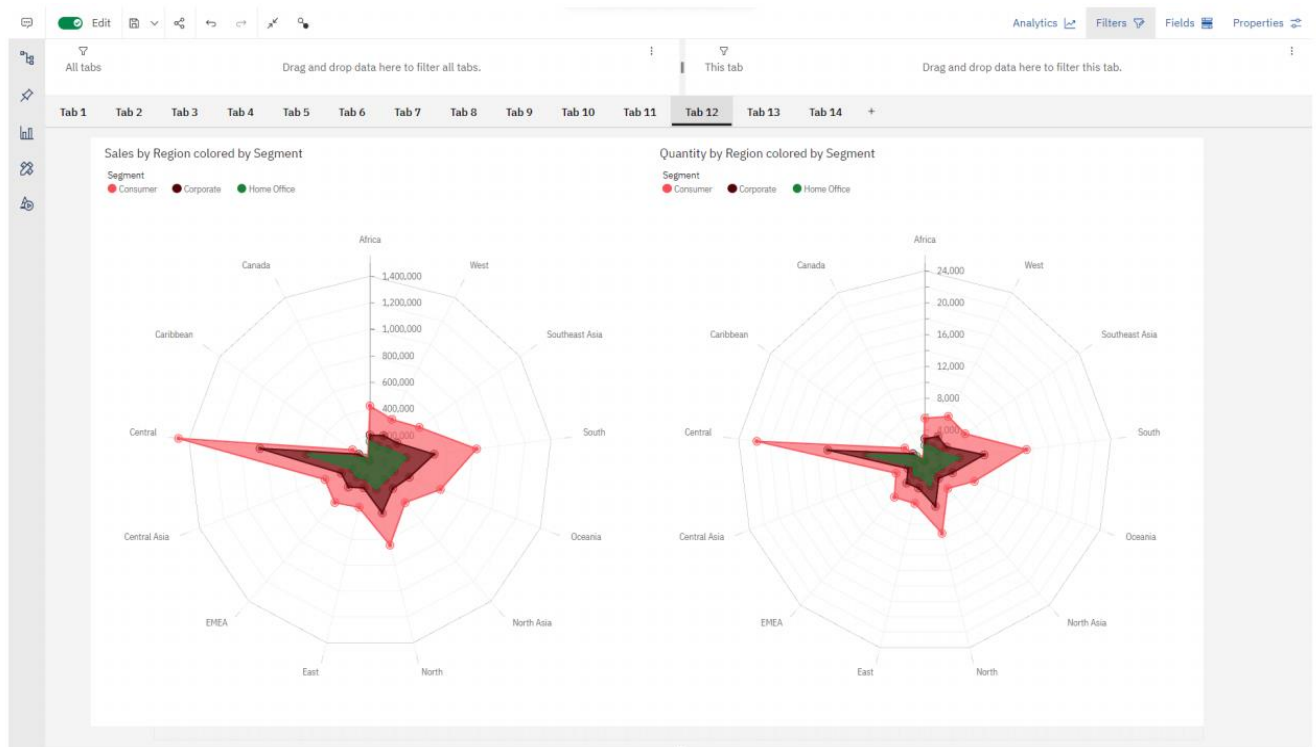 Edit
Analytics
Filters
Fields
Properties
All tabs
Drag and drop data here to filter all tabs.
This tab
Drag and drop data here to filter this tab.
Tab 1 Tab 2 Tab 3 Tab 4 Tab 5 Tab 6 Tab 7 Tab 8 Tab 9 Tab 10 Tab 11 Tab 12 Tab 13 Tab 14 +
Sales by Region colored by Segment
Segment
Consumer Corporate Home Office
Africa
West
Southeast Asia
South
Oceania
North Asia
North
East
EMEA
Central Asia
Central
Caribbean
Canada
1,400,000
1,200,000
1,000,000
800,000
600,000
400,000
200,000
Quantity by Region colored by Segment
Segment
Consumer Corporate Home Office
Africa
West
Southeast Asia
South
Oceania
North Asia
North
East
EMEA
Central Asia
Central
Caribbean
Canada
24,000
20,000
16,000
12,000
8,000
4,000